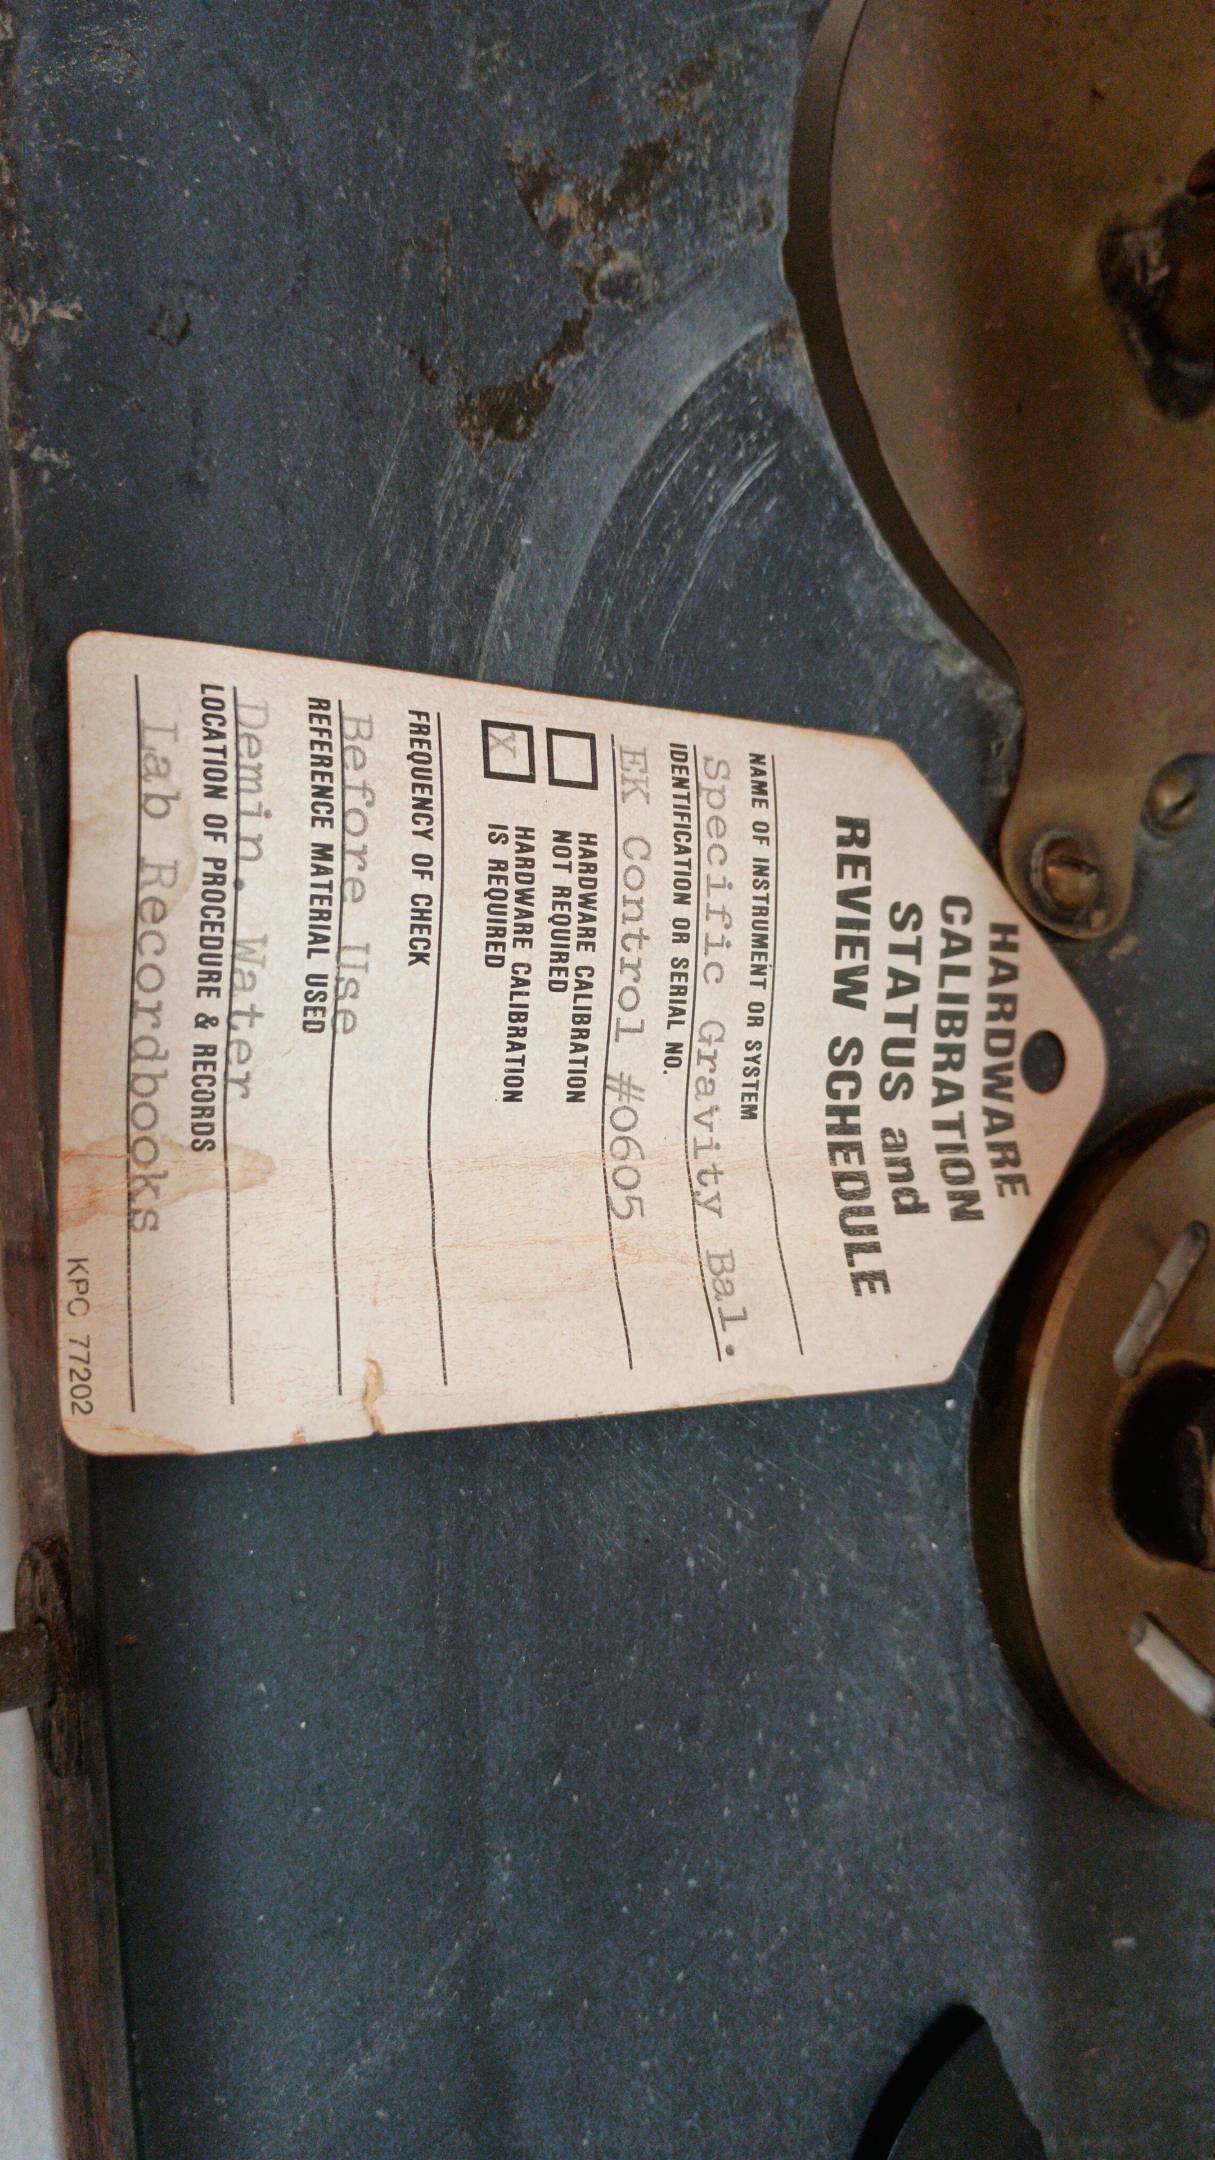 HARDWARE
CALIBRATION
STATUS and
REVIEW SCHEDULE
NAME OF INSTRUMENT OR SYSTEM
Specific Gravity Bal.
IDENTIFICATION OR SERIAL NO.
EK Control #0605
HARDWARE CALIBRATION
NOT REQUIRED
X HARDWARE CALIBRATION
IS REQUIRED
FREQUENCY OF CHECK
Before Use
REFERENCE MATERIAL USED
Demin. Water
LOCATION OF PROCEDURE & RECORDS
Lab Recordbooks
KPC 77202